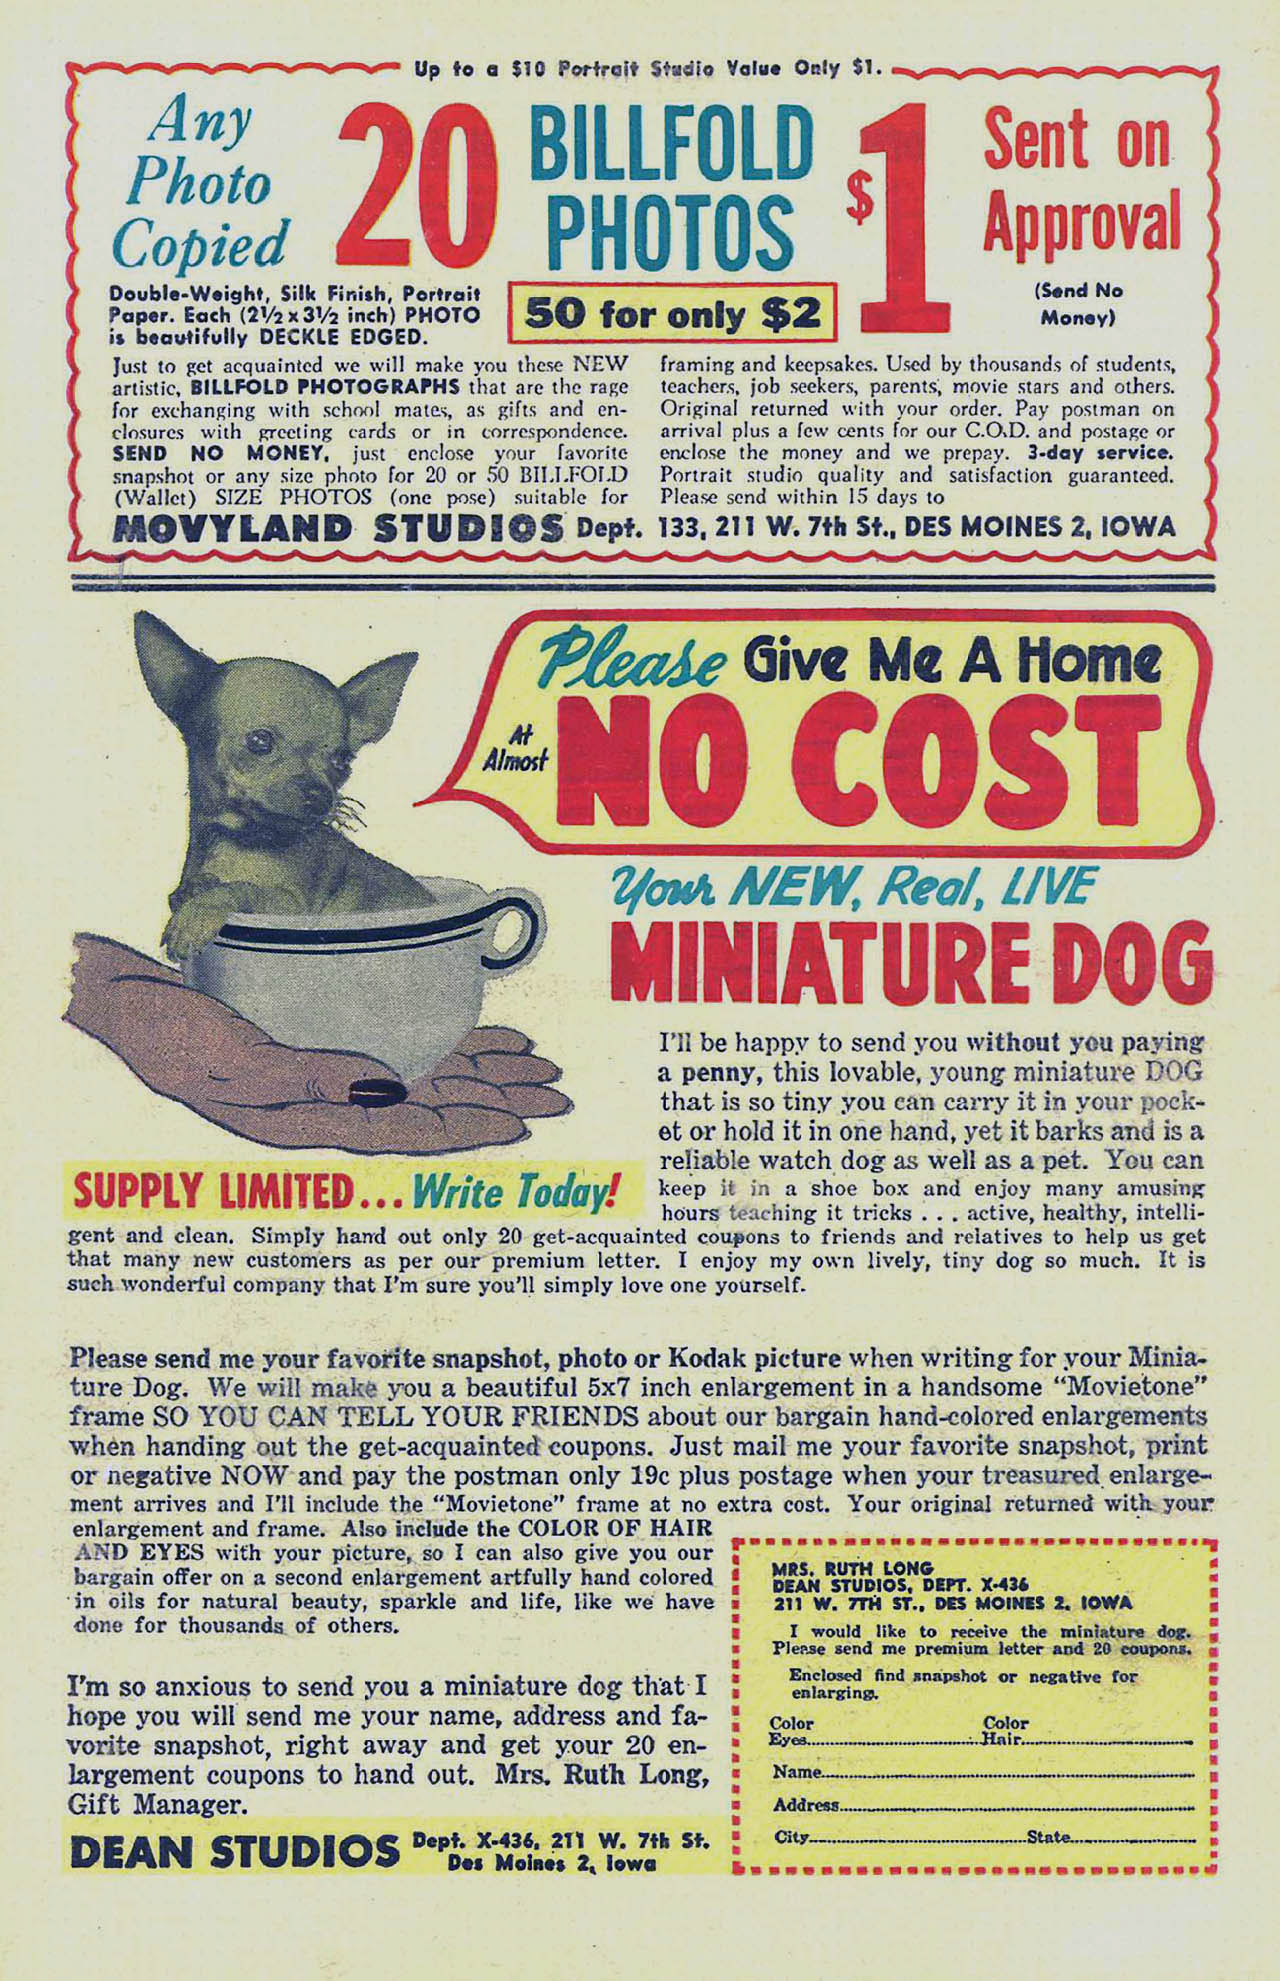 Up to a $10 Portrait Studio Value Only $1.
Any
Photo
Copied
20
BILLFOLD
PHOTOS
50 for only $2
$1
Sent on
Approval
(Send No
Money)
Double-Weight, Silk Finish, Portrait
Paper. Each (2½ x 3½ inch) PHOTO
is beautifully DECKLE EDGED.
Just to get acquainted we will make you these NEW
artistic, BILLFOLD PHOTOGRAPHS that are the rage
for exchanging with school mates, as gifts and en-
closures with greeting cards or in correspondence.
SEND NO MONEY, just enclose your favorite
snapshot or any size photo for 20 or 50 BILLFOLD
(Wallet) SIZE PHOTOS (one pose) suitable for
framing and keepsakes. Used by thousands of students,
teachers, job seekers, parents, movie stars and others.
Original returned with your order. Pay postman on
arrival plus a few cents for our C.O.D. and postage or
enclose the money and we prepay. 3-day service.
Portrait studio quality and satisfaction guaranteed.
Please send within 15 days to
MOVYLAND STUDIOS Dept. 133, 211 W. 7th St., DES MOINES 2, IOWA
Please Give Me A Home
At
Almost
NO COST
Your NEW, Real, LIVE
MINIATURE DOG
SUPPLY LIMITED... Write Today!
I'll be happy to send you without you paying
a penny, this lovable, young miniature DOG
that is so tiny you can carry it in your pock-
et or hold it in one hand, yet it barks and is a
reliable watch dog as well as a pet. You can
keep it in a shoe box and enjoy many amusing
hours teaching it tricks . . . active, healthy, intelli-
gent and clean. Simply hand out only 20 get-acquainted coupons to friends and relatives to help us get
that many new customers as per our premium letter. I enjoy my own lively, tiny dog so much. It is
such wonderful company that I'm sure you'll simply love one yourself.
Please send me your favorite snapshot, photo or Kodak picture when writing for your Minia-
ture Dog. We will make you a beautiful 5x7 inch enlargement in a handsome "Movietone"
frame SO YOU CAN TELL YOUR FRIENDS about our bargain hand-colored enlargements
when handing out the get-acquainted coupons. Just mail me your favorite snapshot, print
or negative NOW and pay the postman only 19c plus postage when your treasured enlarge-
ment arrives and I'll include the "Movietone" frame at no extra cost. Your original returned with your
enlargement and frame. Also include the COLOR OF HAIR
AND EYES with your picture, so I can also give you our
bargain offer on a second enlargement artfully hand colored
in oils for natural beauty, sparkle and life, like we have
done for thousands of others.
I'm so anxious to send you a miniature dog that I
hope you will send me your name, address and fa-
vorite snapshot, right away and get your 20 en-
largement coupons to hand out. Mrs. Ruth Long,
Gift Manager.
DEAN STUDIOS Dept. X-436, 211 W. 7th St.
Des Moines 2, Iowa
MRS. RUTH LONG
DEAN STUDIOS, DEPT. X-436
211 W. 7TH ST., DES MOINES 2, IOWA
I would like to receive the miniature dog.
Please send me premium letter and 20 coupons.
Enclosed find snapshot or negative for
enlarging.
Color Color
Eyes Hair
Name
Address
City State